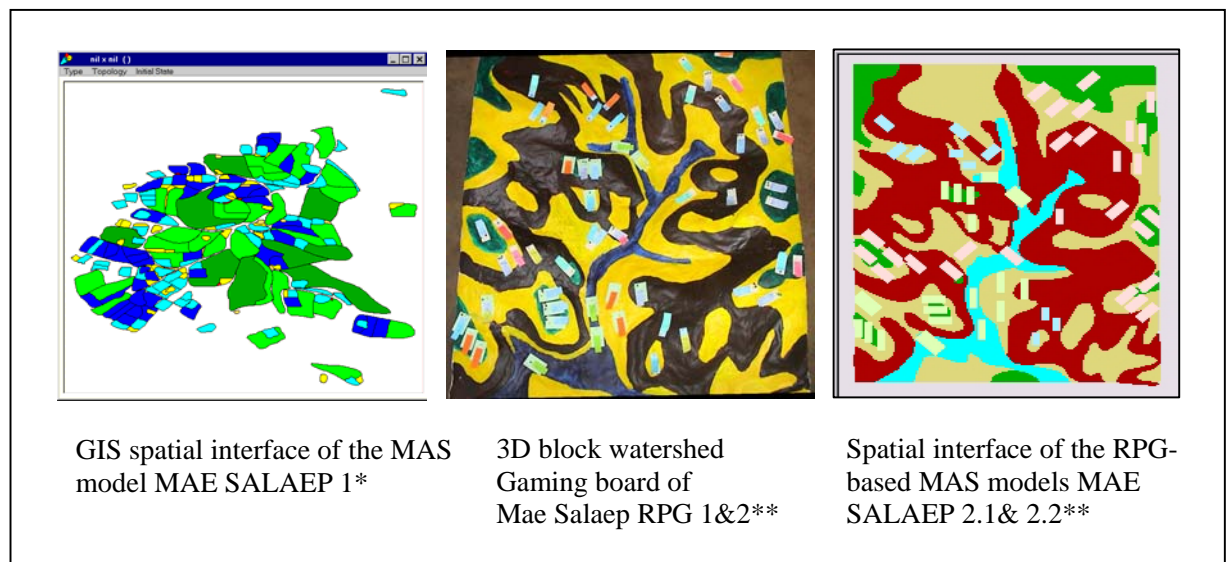 nil x nil ( )
Type Topology Initial State
GIS spatial interface of the MAS
model MAE SALAEP 1*
3D block watershed
Gaming board of
Mae Salaep RPG 1&2**
Spatial interface of the RPG-
based MAS models MAE
SALAEP 2.1& 2.2**